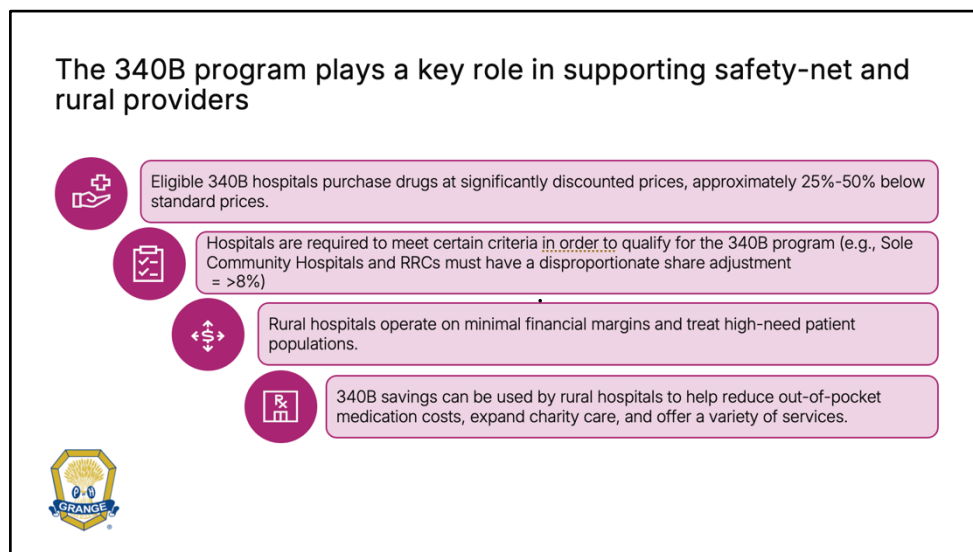 The 340B program plays a key role in supporting safety-net and
rural providers
Eligible 340B hospitals purchase drugs at significantly discounted prices, approximately 25%-50% below
standard prices.
Hospitals are required to meet certain criteria in order to qualify for the 340B program (e.g., Sole
Community Hospitals and RRCs must have a disproportionate share adjustment
= >8%)
Rural hospitals operate on minimal financial margins and treat high-need patient
populations.
340B savings can be used by rural hospitals to help reduce out-of-pocket
medication costs, expand charity care, and offer a variety of services.
Rx
P H
GRANGE
®